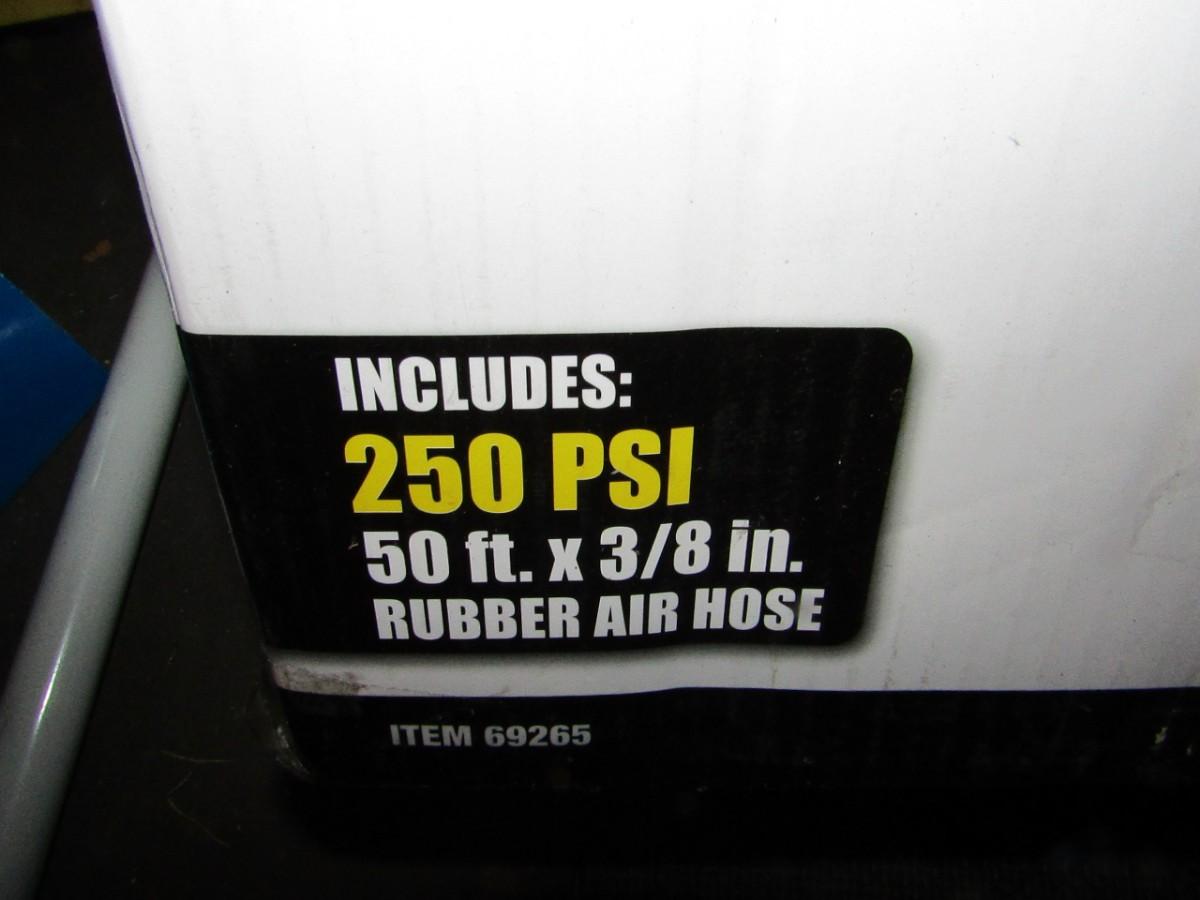 INCLUDES:
250 PSI
50 ft. x 3/8 in.
RUBBER AIR HOSE
ITEM 69265